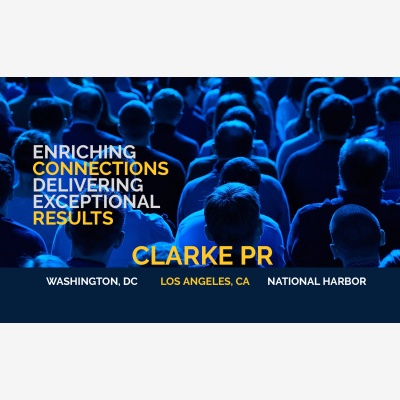 ENRICHING
CONNECTIONS
DELIVERING
EXCEPTIONAL
RESULTS
CLARKE PR
WASHINGTON, DC LOS ANGELES, CA NATIONAL HARBOR